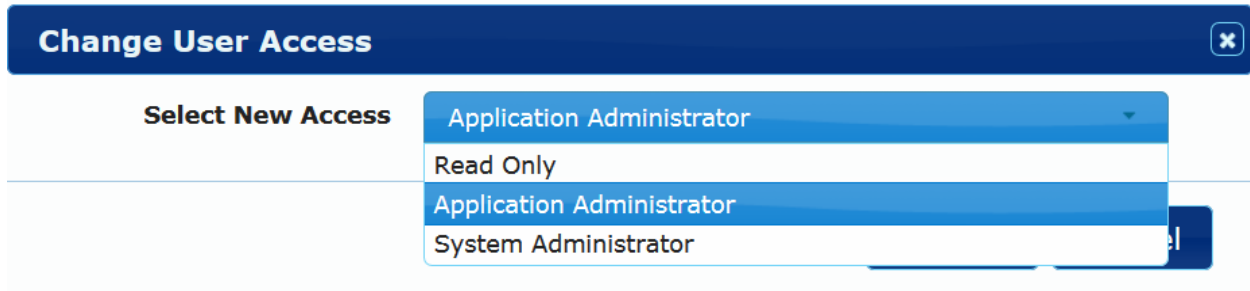 Change User Access
Select New Access
Application Administrator
Read Only
Application Administrator
System Administrator